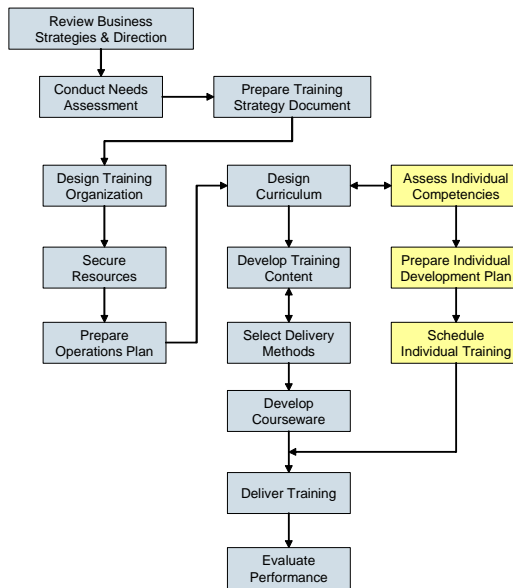 Review Business
Strategies & Direction
Conduct Needs
Assessment
Prepare Training
Strategy Document
Design Training
Organization
Design
Curriculum
Assess Individual
Competencies
Secure
Resources
Develop Training
Content
Prepare Individual
Development Plan
Prepare
Operations Plan
Select Delivery
Methods
Schedule
Individual Training
Develop
Courseware
Deliver Training
Evaluate
Performance